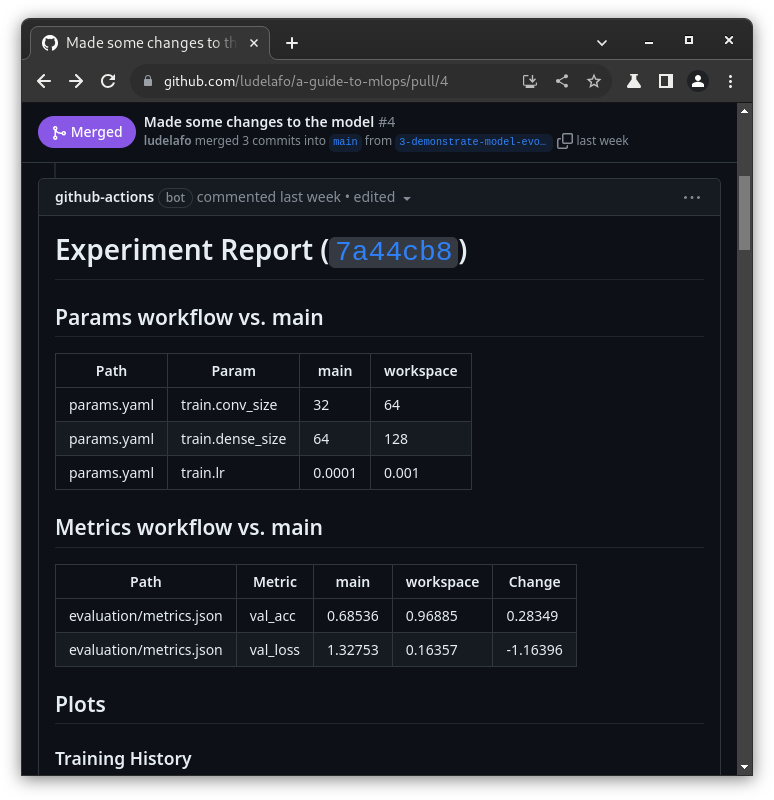 Made some changes to th
github.com/ludelafo/a-guide-to-mlops/pull/4
Merged
Made some changes to the model #4
ludelafo merged 3 commits into main from 3-demonstrate-model-evo… last week
github-actions bot commented last week • edited
Experiment Report (7a44cb8)
Params workflow vs. main
Path Param main workspace
params.yaml train.conv_size 32 64
params.yaml train.dense_size 64 128
params.yaml train.lr 0.0001 0.001
Metrics workflow vs. main
Path Metric main workspace Change
evaluation/metrics.json val_acc 0.68536 0.96885 0.28349
evaluation/metrics.json val_loss 1.32753 0.16357 -1.16396
Plots
Training History